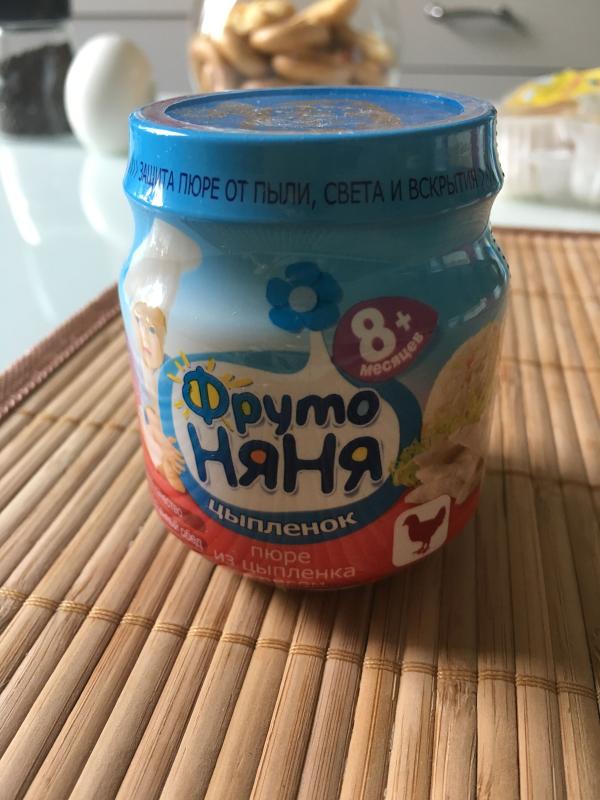 ЗАЩИТА ПЮРЕ ОТ ПЫЛИ, СВЕТА И ВСКРЫТИЯ
8+
месяцев
Фруто
НЯНЯ
цыпленок
пюре
из цыпленка